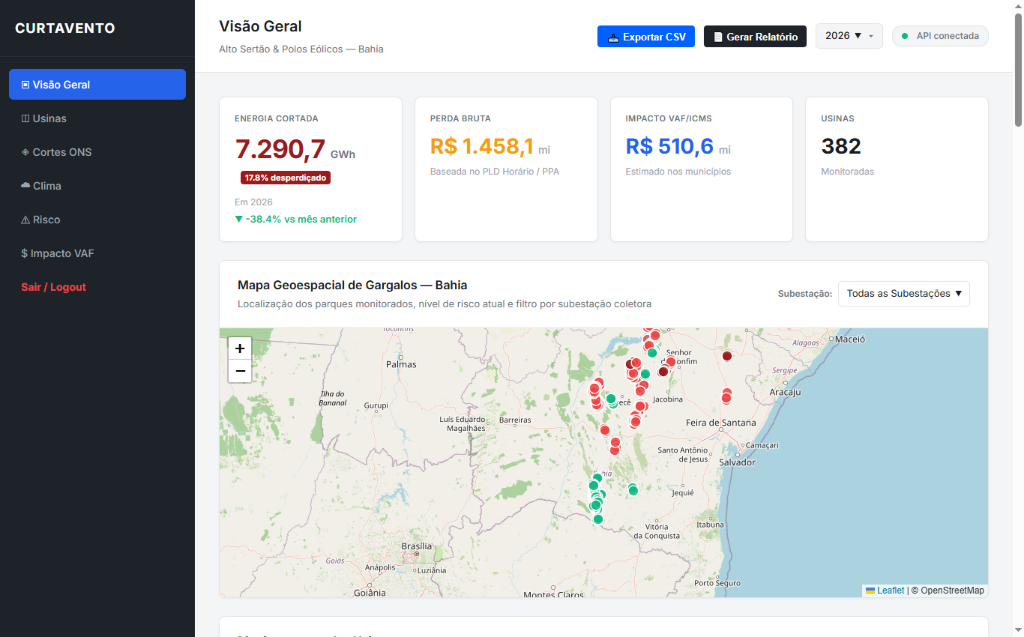 CURTAVENTO
Visão Geral
Usinas
Cortes ONS
Clima
Risco
$ Impacto VAF
Sair / Logout
Visão Geral
Alto Sertão & Polos Eólicos — Bahia
Exportar CSV
Gerar Relatório
2026 ▼
API conectada
ENERGIA CORTADA
7.290,7 GWh
17.8% desperdiçado
Em 2026
▼ -38.4% vs mês anterior
PERDA BRUTA
R$ 1.458,1 mi
Baseada no PLD Horário / PPA
IMPACTO VAF/ICMS
R$ 510,6 mi
Estimado nos municípios
USINAS
382
Monitoradas
Mapa Geoespacial de Gargalos — Bahia
Localização dos parques monitorados, nível de risco atual e filtro por subestação coletora
Subestação:
Todas as Subestações ▼
+
−
Tocantins
Palmas
Ilha do
Bananal
Gurupi
Luís Eduardo
Magalhães
Barreiras
Senhor
Jacobina
Alagoas
Maceió
Sergipe
Aracaju
Feira de Santana
Santo Antônio
de Jesus
Camaçari
Salvador
Jequié
Vitória
da Conquista
Itabuna
Porto Seguro
Brasília
Goiás
Anápolis
Luziânia
Goiânia
Montes Claros
Leaflet | © OpenStreetMap